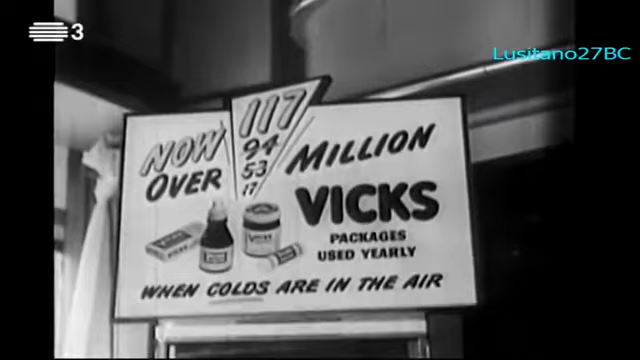 3
Lusitano27BC
NOW OVER
117
94
53
17
MILLION
VICKS
PACKAGES
USED YEARLY
WHEN COLDS ARE IN THE AIR